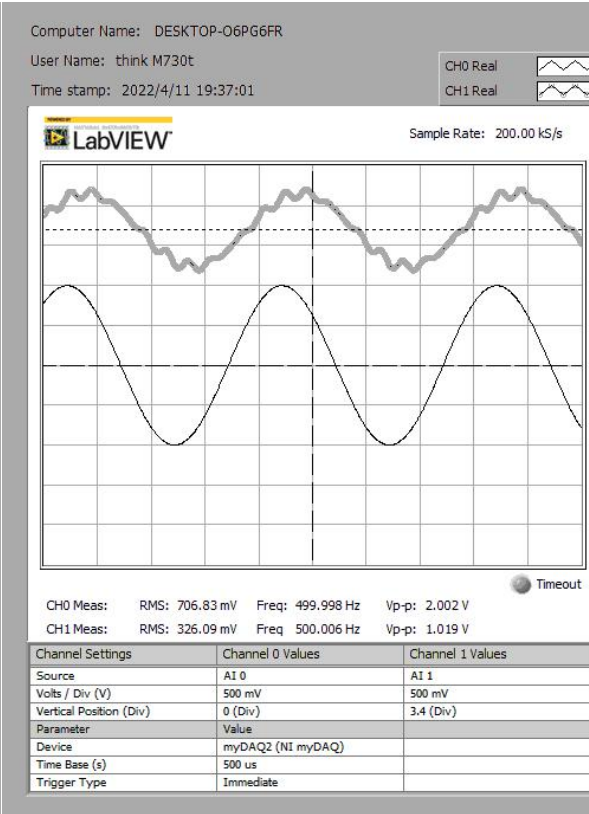 Computer Name: DESKTOP-O6PG6FR
User Name: think M730t
Time stamp: 2022/4/11 19:37:01
CH0 Real
CH1 Real
POWERED BY
NATIONAL INSTRUMENTS
LabVIEW
Sample Rate: 200.00 kS/s
Timeout
CH0 Meas: RMS: 706.83 mV Freq: 499.998 Hz Vp-p: 2.002 V
CH1 Meas: RMS: 326.09 mV Freq 500.006 Hz Vp-p: 1.019 V
Channel Settings Channel 0 Values Channel 1 Values
Source AI 0 AI 1
Volts / Div (V) 500 mV 500 mV
Vertical Position (Div) 0 (Div) 3.4 (Div)
Parameter Value
Device myDAQ2 (NI myDAQ)
Time Base (s) 500 us
Trigger Type Immediate